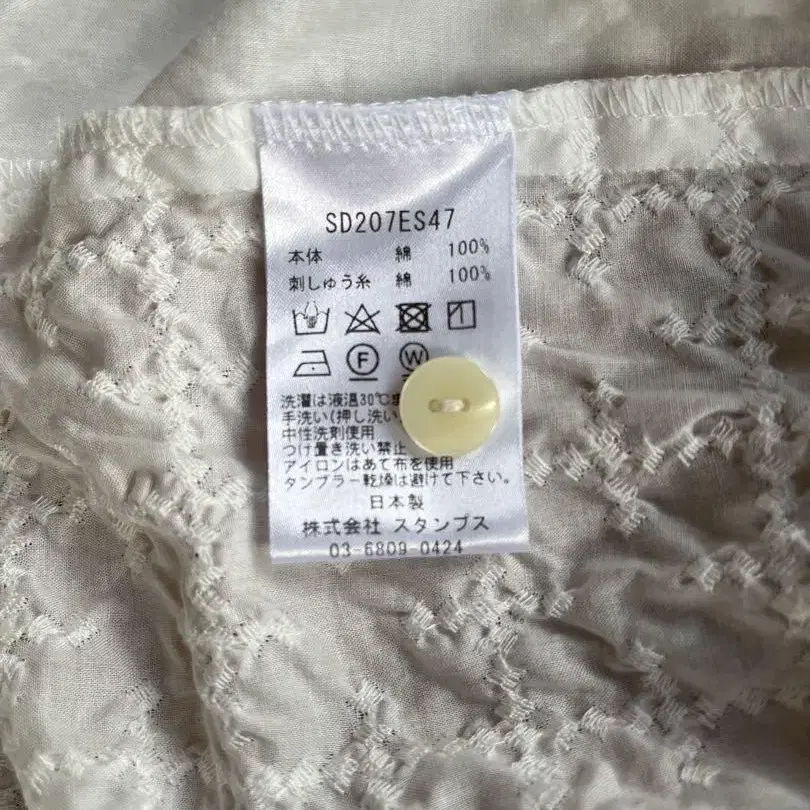 SD207ES47
本体 綿 100%
刺しゅう糸 綿 100%
F W
洗濯は液温30℃
手洗い(押し洗い
中性洗剤使用
つけ置き洗い禁止
アイロンはあて布を使用
タンブラー乾燥は避けて下さい。
日本製
株式会社 スタンプス
03-6809-0424